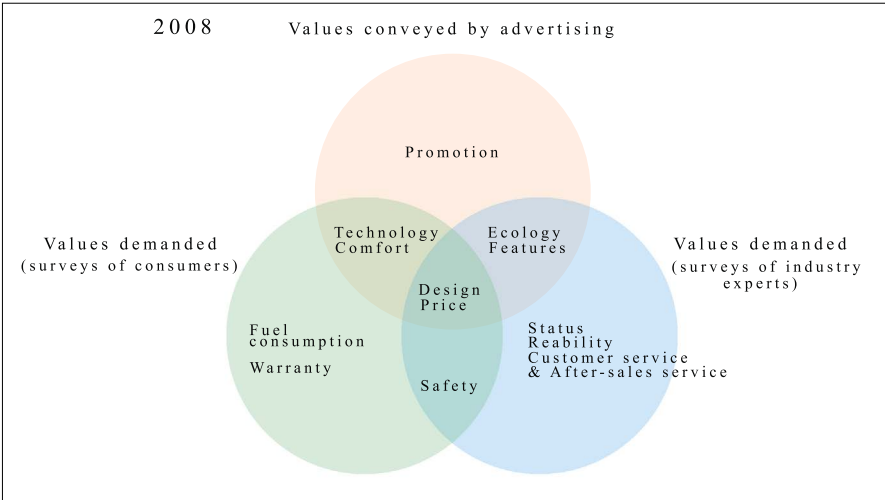 2008
Values conveyed by advertising
Promotion
Technology
Comfort
Ecology
Features
Values demanded
(surveys of consumers)
Values demanded
(surveys of industry
experts)
Design
Price
Fuel
consumption
Warranty
Status
Reability
Customer service
& After-sales service
Safety